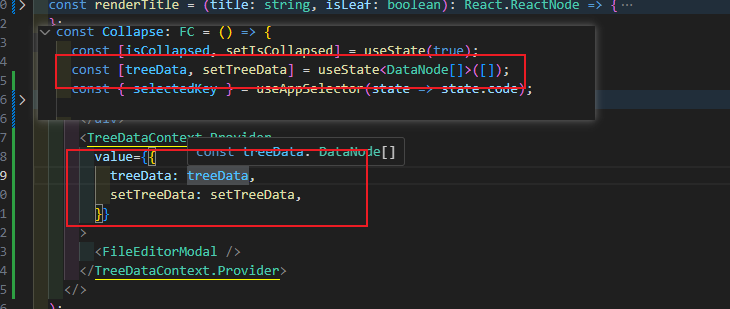 const renderTitle = (title: string, isLeaf: boolean): React.ReactNode => {…
};
const Collapse: FC = () => {
const [isCollapsed, setIsCollapsed] = useState(true);
const [treeData, setTreeData] = useState<DataNode[]>([]);
const { selectedKey } = useAppSelector(state => state.code);
</div>
<TreeDataContext.Provider
const treeData: DataNode[]
value={{
treeData: treeData,
setTreeData: setTreeData,
}}
>
<FileEditorModal />
</TreeDataContext.Provider>
</>
);